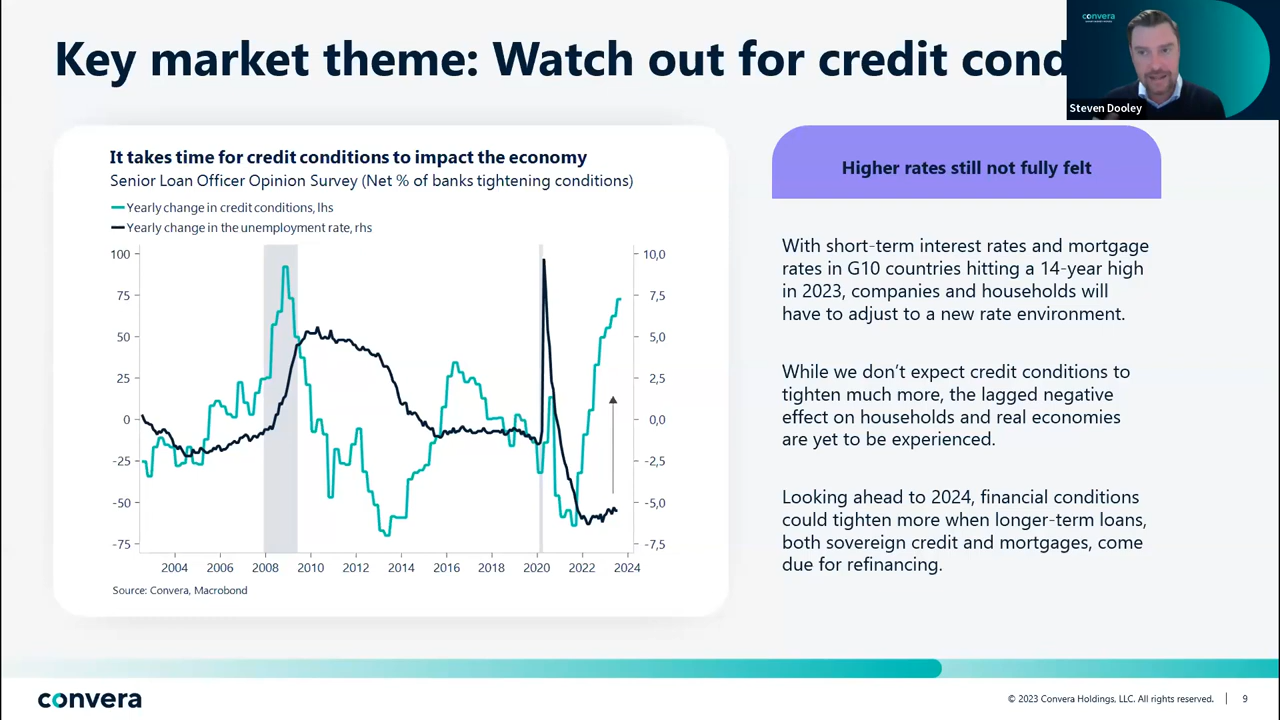 convera
Key market theme: Watch out for credit cond
Steven Dooley
It takes time for credit conditions to impact the economy
Senior Loan Officer Opinion Survey (Net % of banks tightening conditions)
Yearly change in credit conditions, lhs
Yearly change in the unemployment rate, rhs
100
75
50
25
0
-25
-50
-75
10,0
7,5
5,0
2,5
0,0
-2,5
-5,0
-7,5
2004 2006 2008 2010 2012 2014 2016 2018 2020 2022 2024
Source: Convera, Macrobond
Higher rates still not fully felt
With short-term interest rates and mortgage
rates in G10 countries hitting a 14-year high
in 2023, companies and households will
have to adjust to a new rate environment.
While we don’t expect credit conditions to
tighten much more, the lagged negative
effect on households and real economies
are yet to be experienced.
Looking ahead to 2024, financial conditions
could tighten more when longer-term loans,
both sovereign credit and mortgages, come
due for refinancing.
convera
© 2023 Convera Holdings, LLC. All rights reserved. | 9